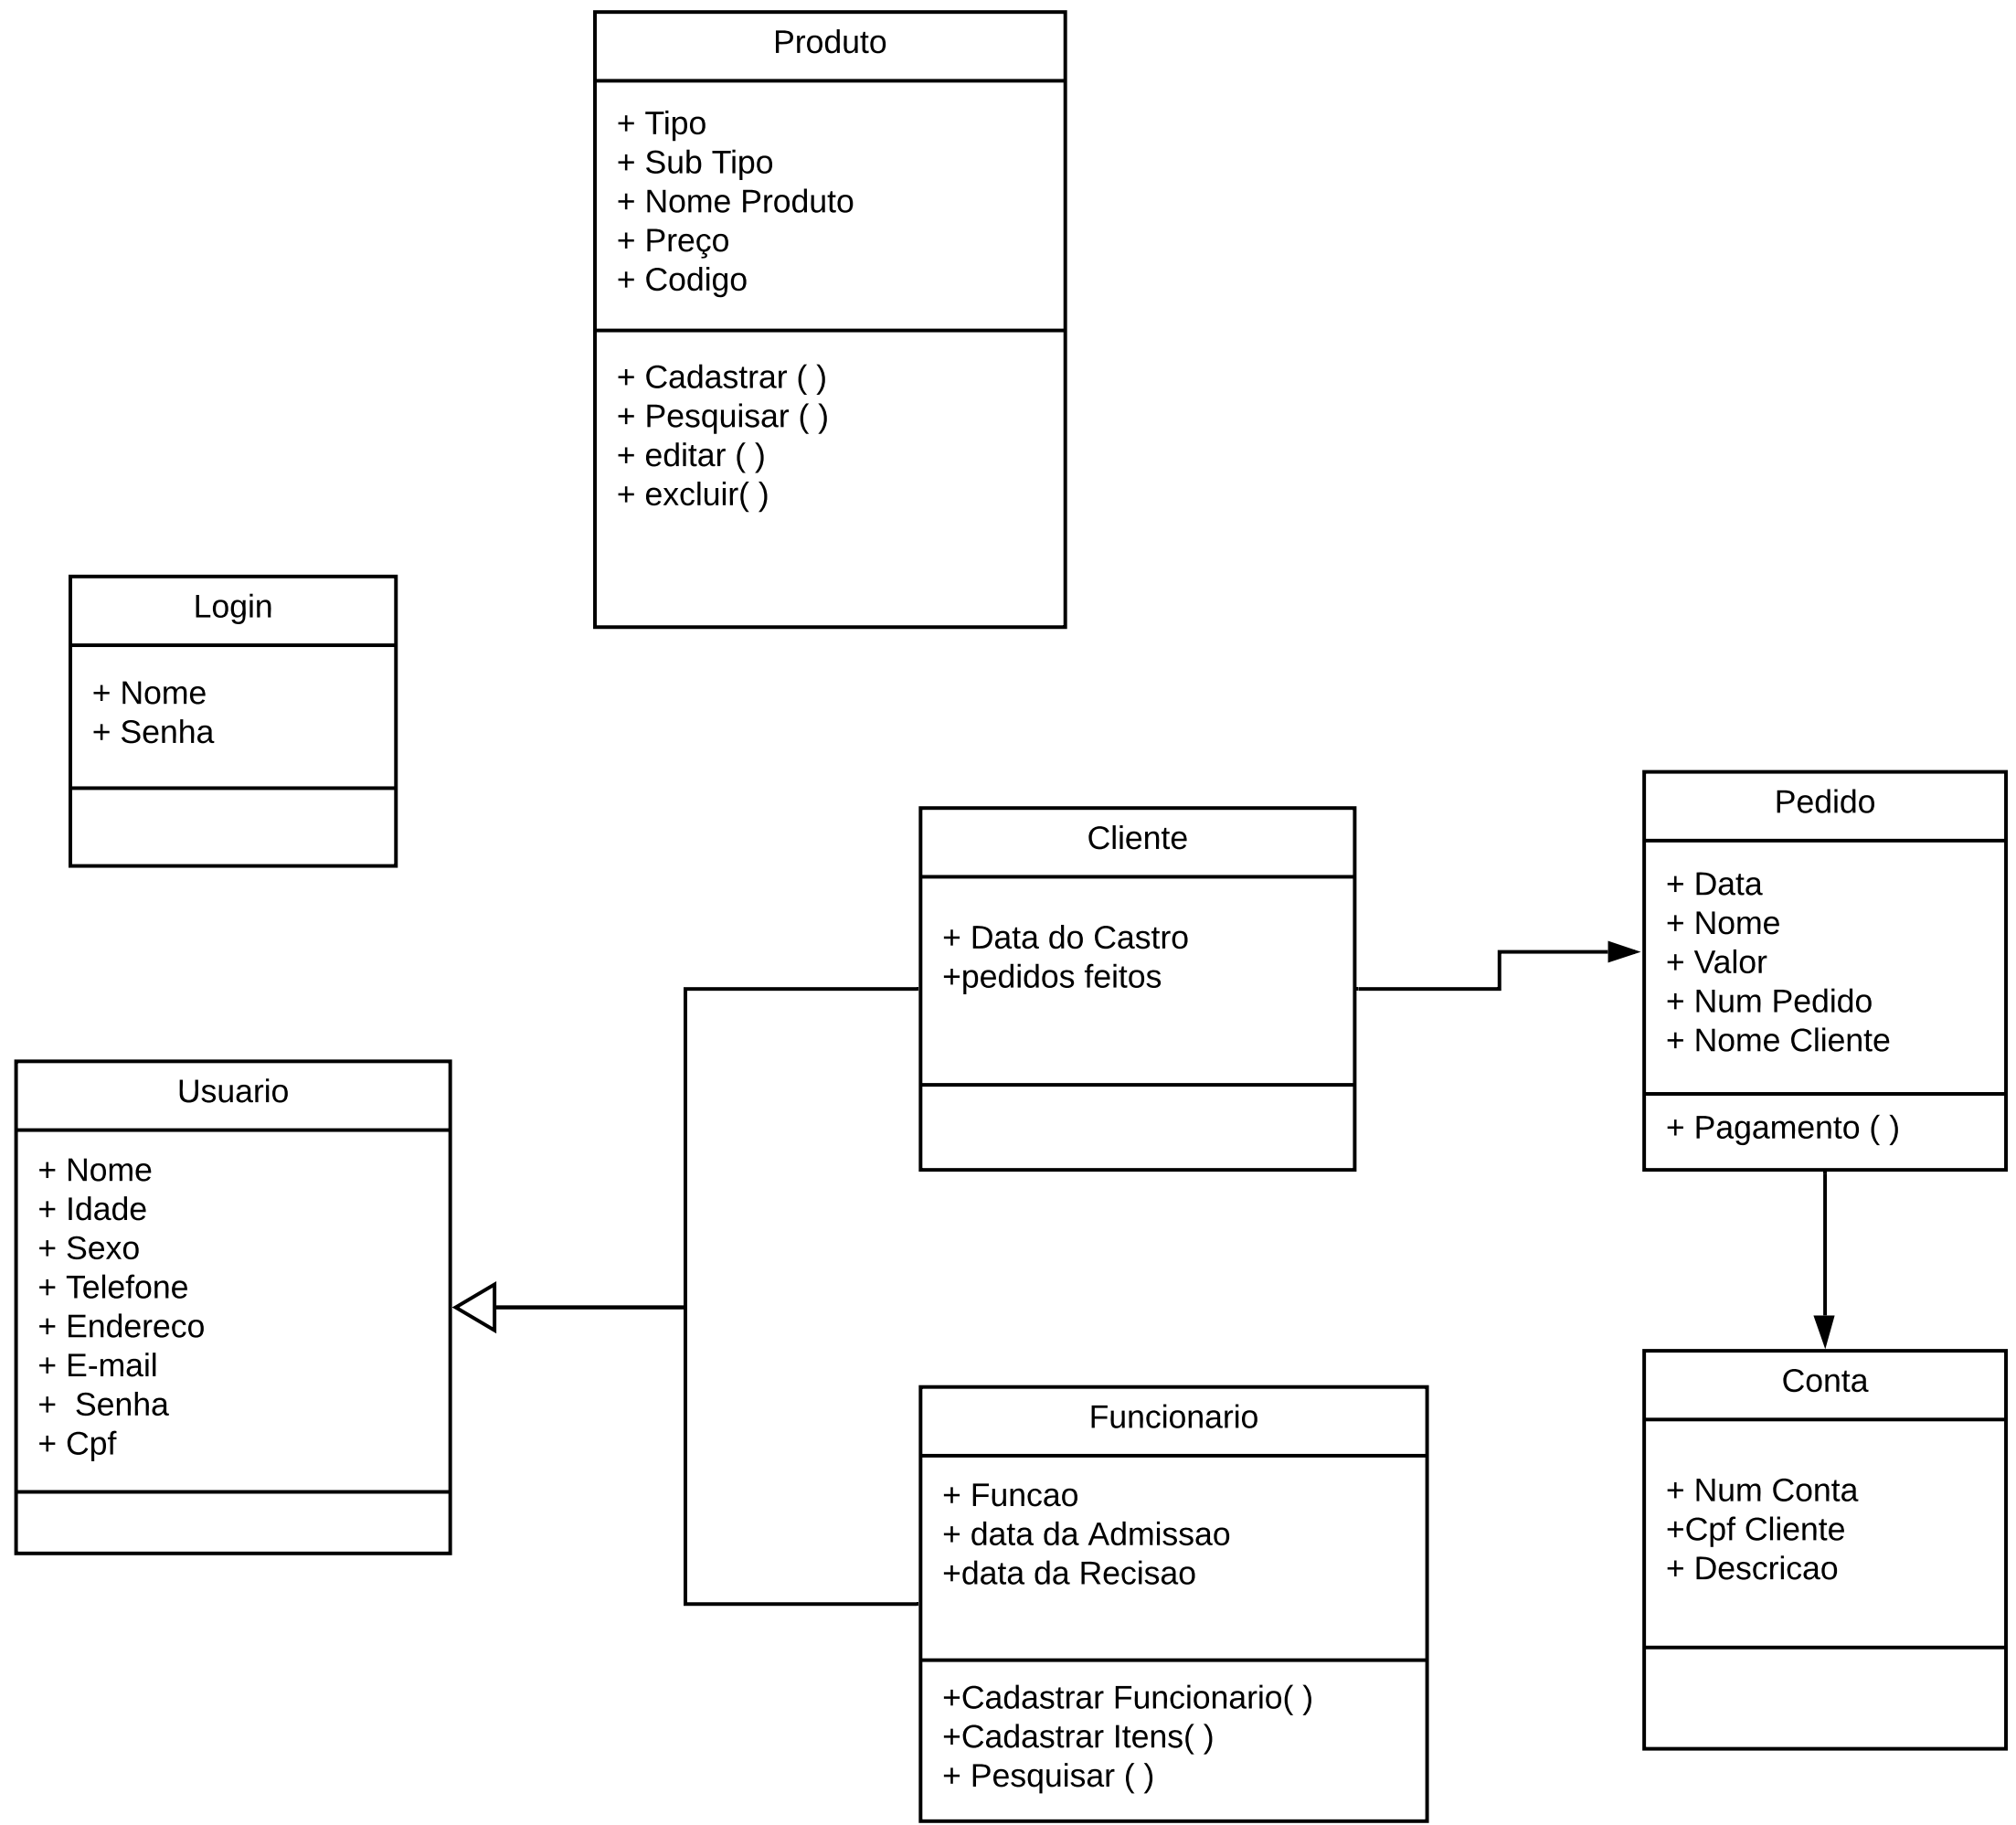 Produto
+ Tipo
+ Sub Tipo
+ Nome Produto
+ Preço
+ Codigo
+ Cadastrar ( )
+ Pesquisar ( )
+ editar ( )
+ excluir( )
Login
+ Nome
+ Senha
Cliente
+ Data do Castro
+pedidos feitos
Pedido
+ Data
+ Nome
+ Valor
+ Num Pedido
+ Nome Cliente
+ Pagamento ( )
Usuario
+ Nome
+ Idade
+ Sexo
+ Telefone
+ Endereco
+ E-mail
+  Senha
+ Cpf
Funcionario
+ Funcao
+ data da Admissao
+data da Recisao
+Cadastrar Funcionario( )
+Cadastrar Itens( )
+ Pesquisar ( )
Conta
+ Num Conta
+Cpf Cliente
+ Descricao